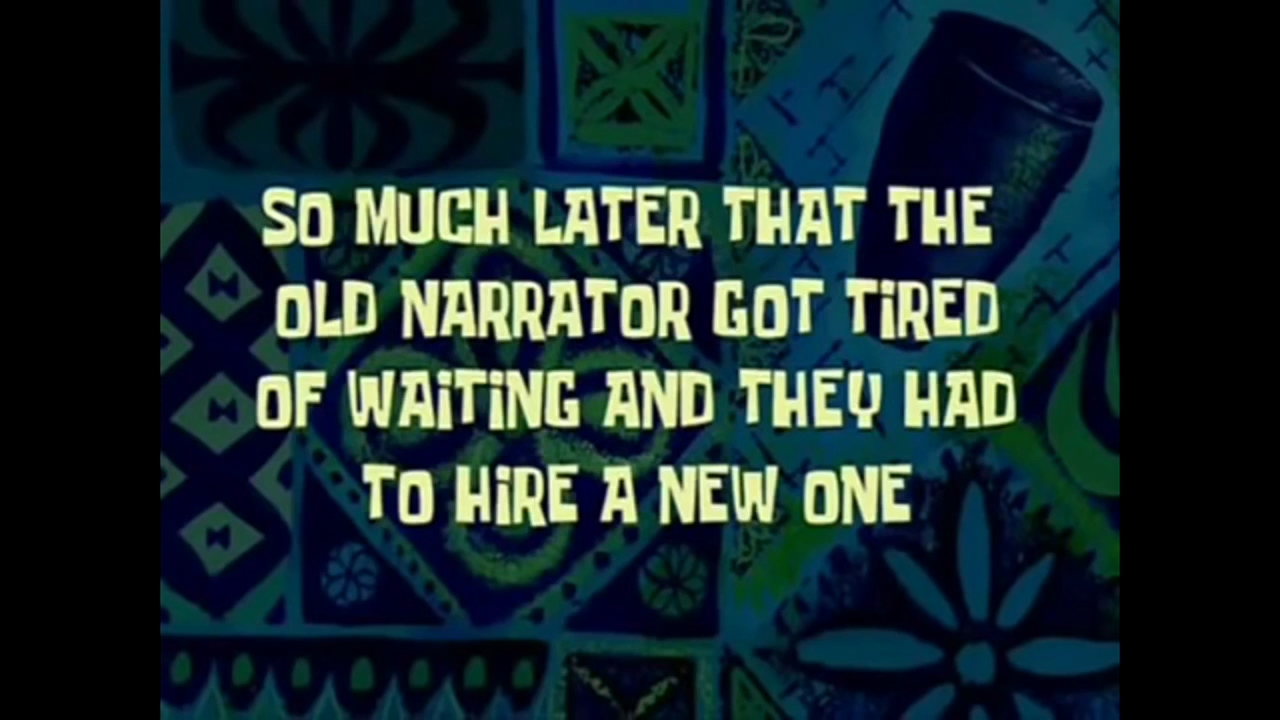 SO MUCH LATER THAT THE
OLD NARRATOR GOT TiRED
OF WAiTiNG AND THEY HAD
TO HiRE A NEW ONE